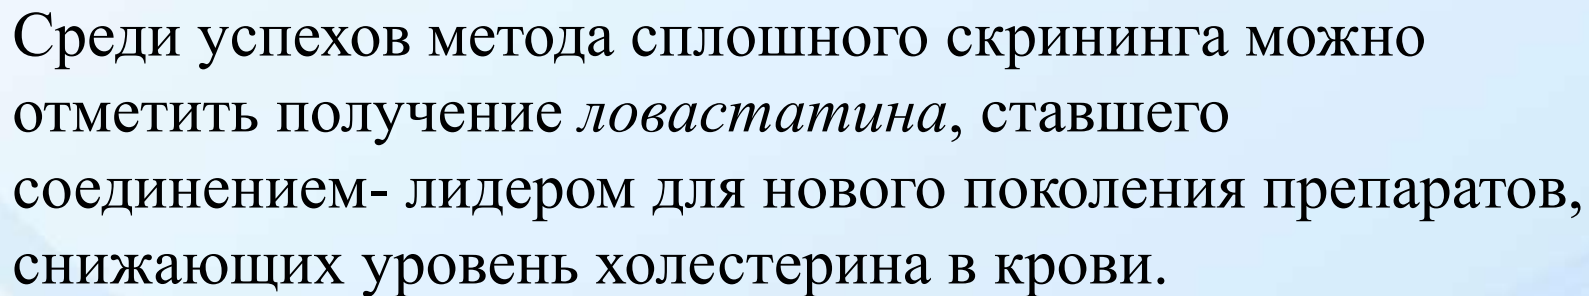 Среди успехов метода сплошного скрининга можно
отметить получение ловастатина, ставшего
соединением- лидером для нового поколения препаратов,
снижающих уровень холестерина в крови.